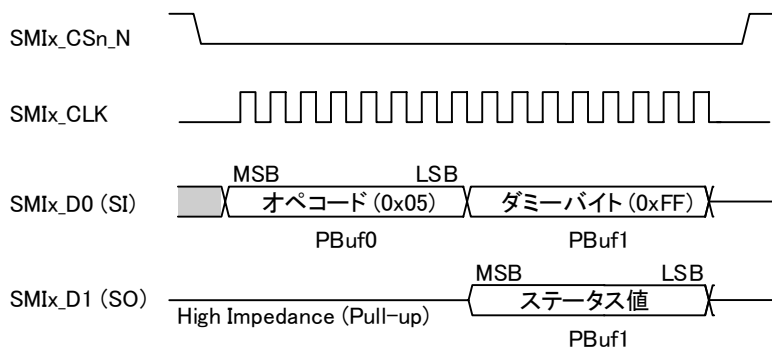 SMIx_CSn_N
SMIx_CLK
MSB LSB
SMIx_D0 (SI) オペコード (0x05) ダミーバイト (0xFF)
PBuf0 PBuf1
MSB LSB
SMIx_D1 (SO) High Impedance (Pull-up) ステータス値
PBuf1